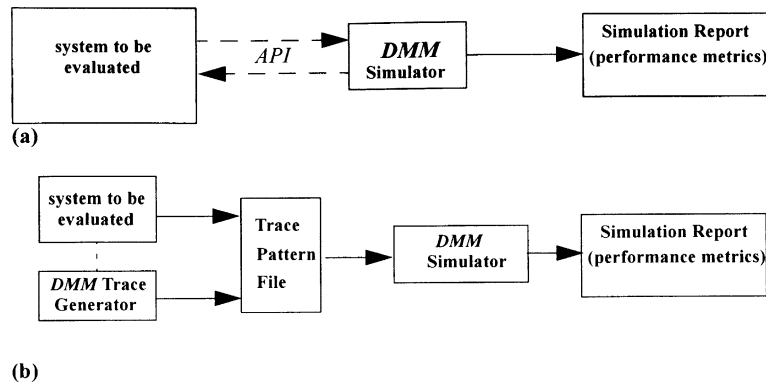 system to be
evaluated
API
DMM
Simulator
Simulation Report
(performance metrics)
(a)
system to be
evaluated
DMM Trace
Generator
Trace
Pattern
File
DMM
Simulator
Simulation Report
(performance metrics)
(b)